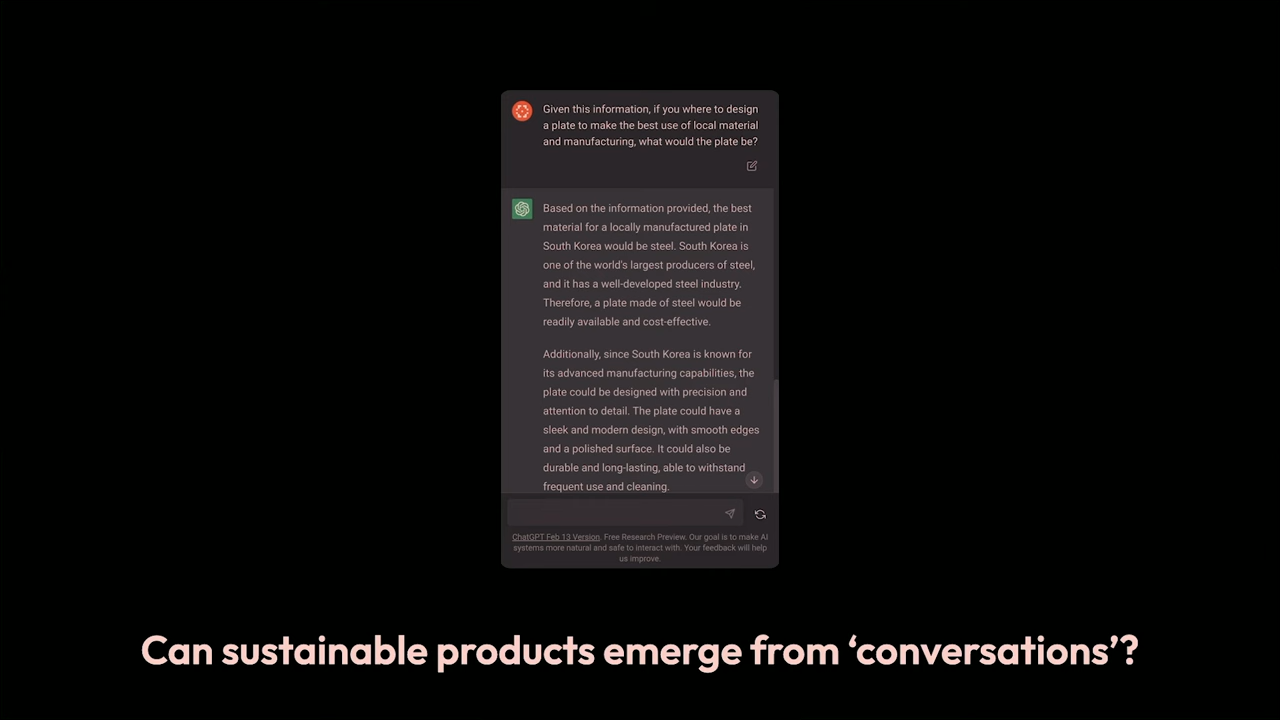 Given this information, if you where to design
a plate to make the best use of local material
and manufacturing, what would the plate be?
Based on the information provided, the best
material for a locally manufactured plate in
South Korea would be steel. South Korea is
one of the world's largest producers of steel,
and it has a well-developed steel industry.
Therefore, a plate made of steel would be
readily available and cost-effective.
Additionally, since South Korea is known for
its advanced manufacturing capabilities, the
plate could be designed with precision and
attention to detail. The plate could have a
sleek and modern design, with smooth edges
and a polished surface. It could also be
durable and long-lasting, able to withstand
frequent use and cleaning.
ChatGPT Feb 13 Version. Free Research Preview. Our goal is to make AI
systems more natural and safe to interact with. Your feedback will help
us improve.
Can sustainable products emerge from ‘conversations’?